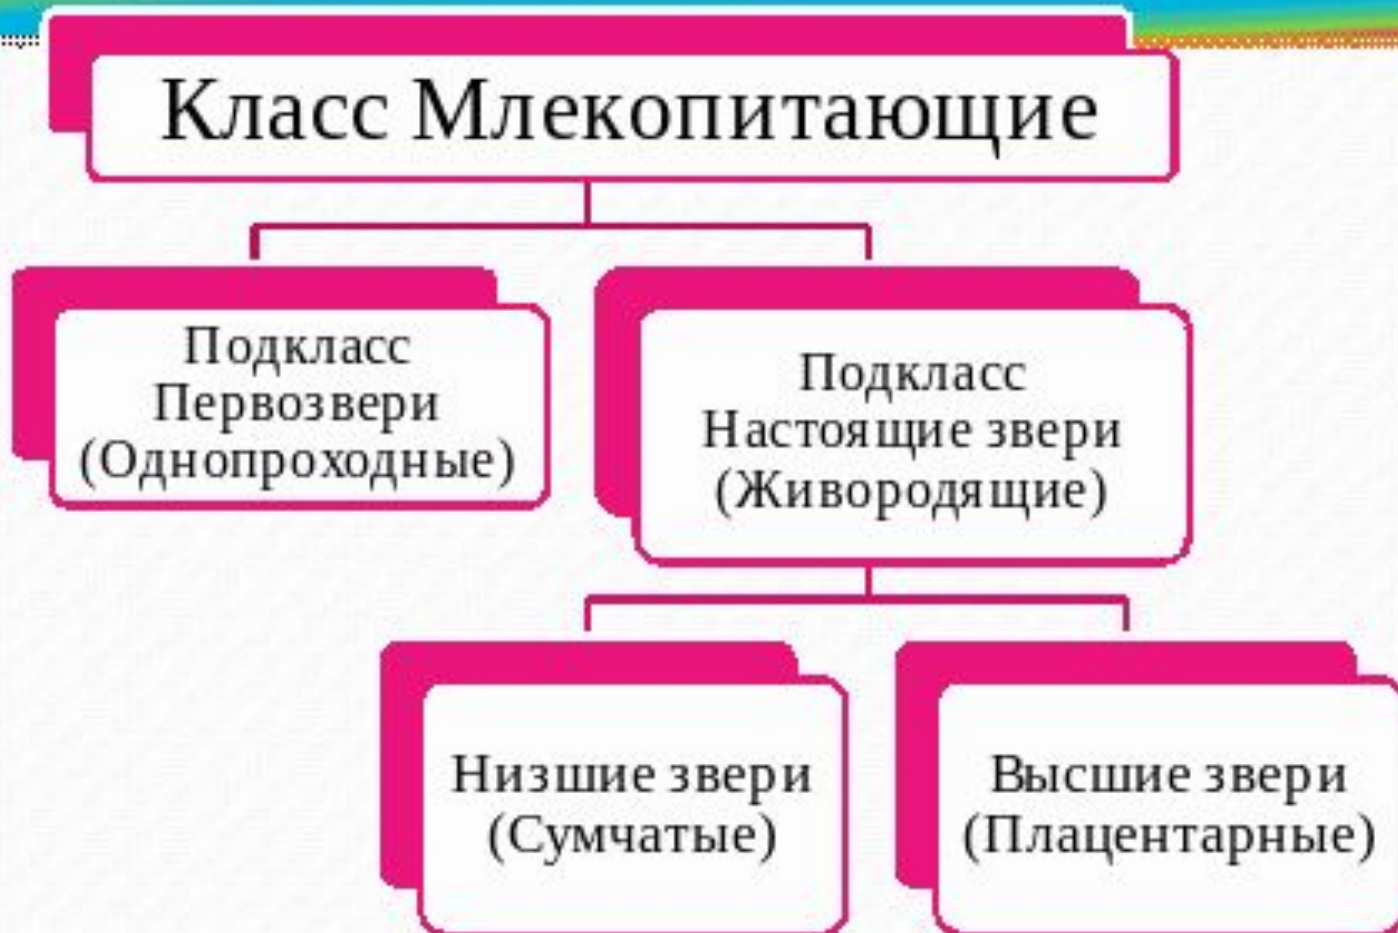 Класс Млекопитающие
Подкласс
Первозвери
(Однопроходные)
Подкласс
Настоящие звери
(Живородящие)
Низшие звери
(Сумчатые)
Высшие звери
(Плацентарные)